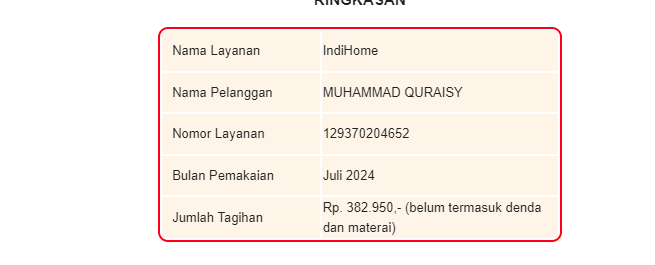 RINGKASAN
Nama Layanan IndiHome
Nama Pelanggan MUHAMMAD QURAISY
Nomor Layanan 129370204652
Bulan Pemakaian Juli 2024
Jumlah Tagihan Rp. 382.950,- (belum termasuk denda
dan materai)